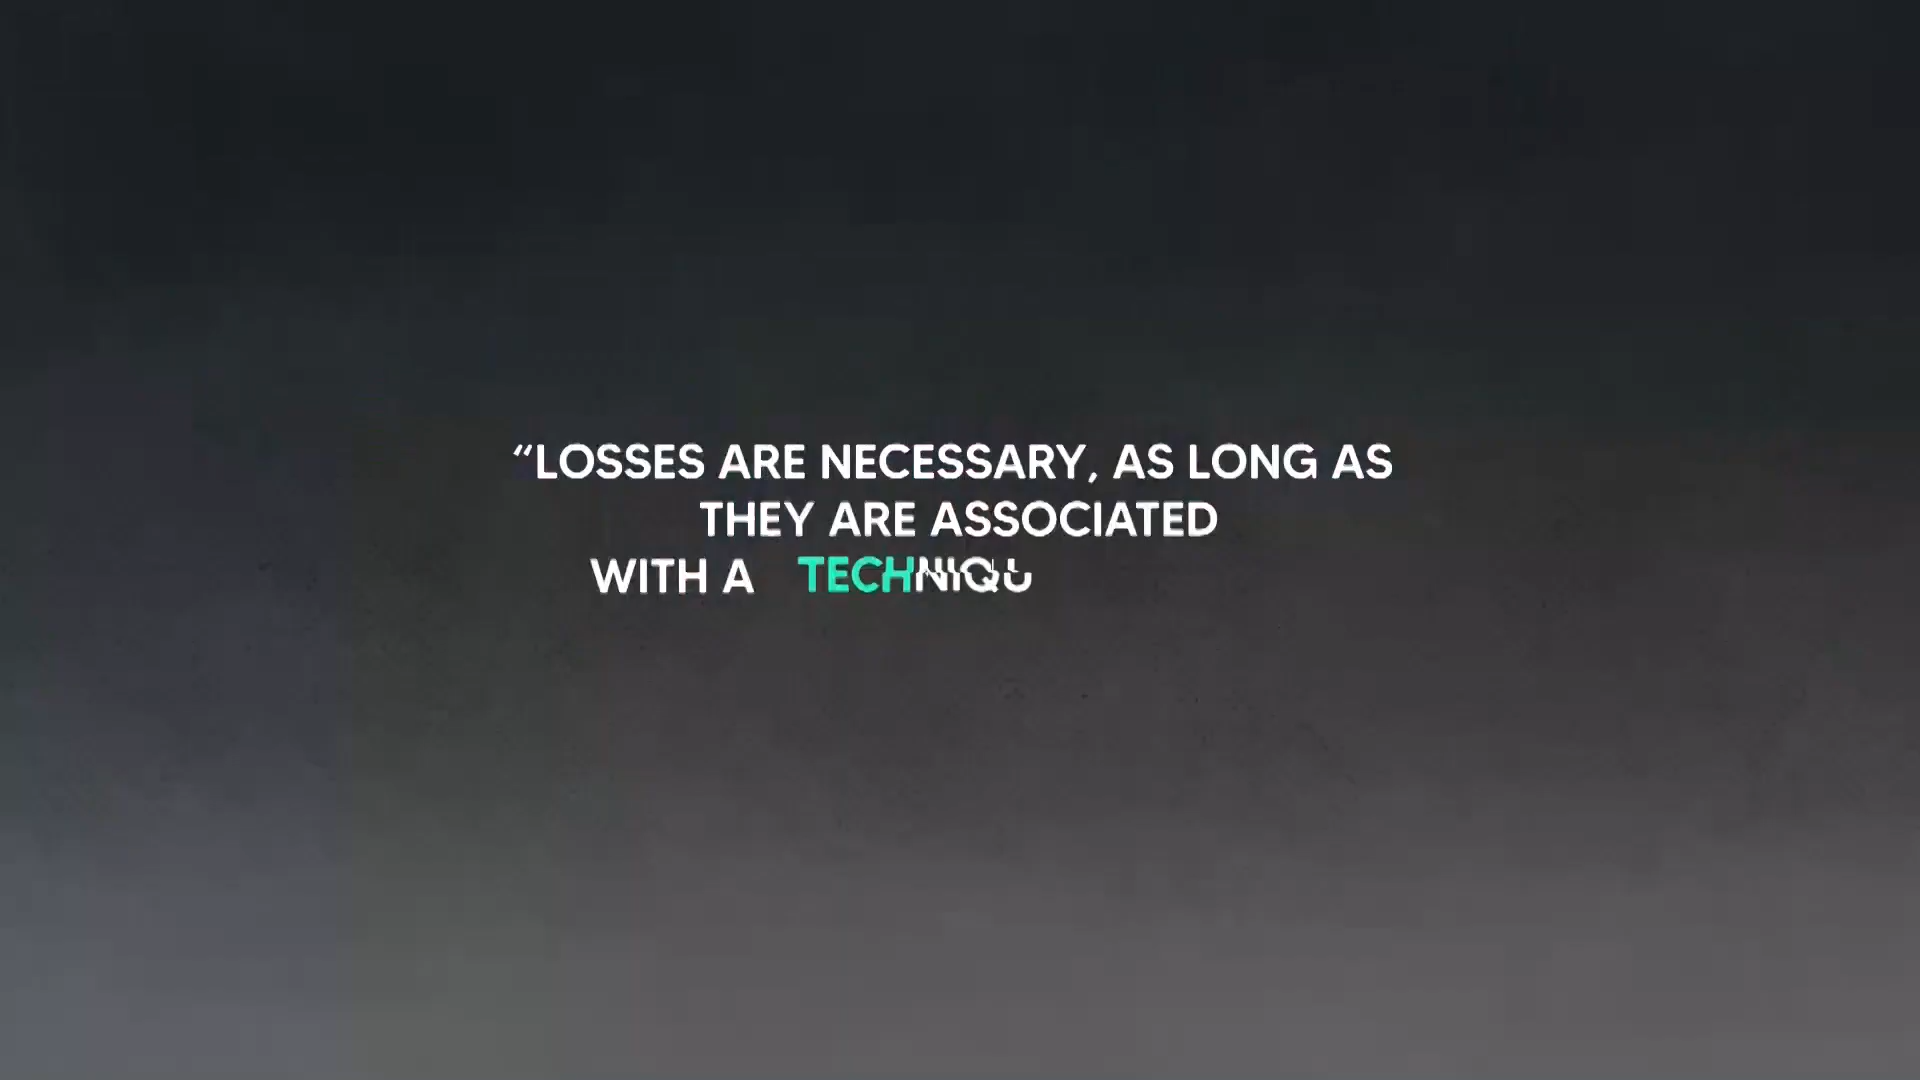 “LOSSES ARE NECESSARY, AS LONG AS
THEY ARE ASSOCIATED
WITH A TECHNIQU